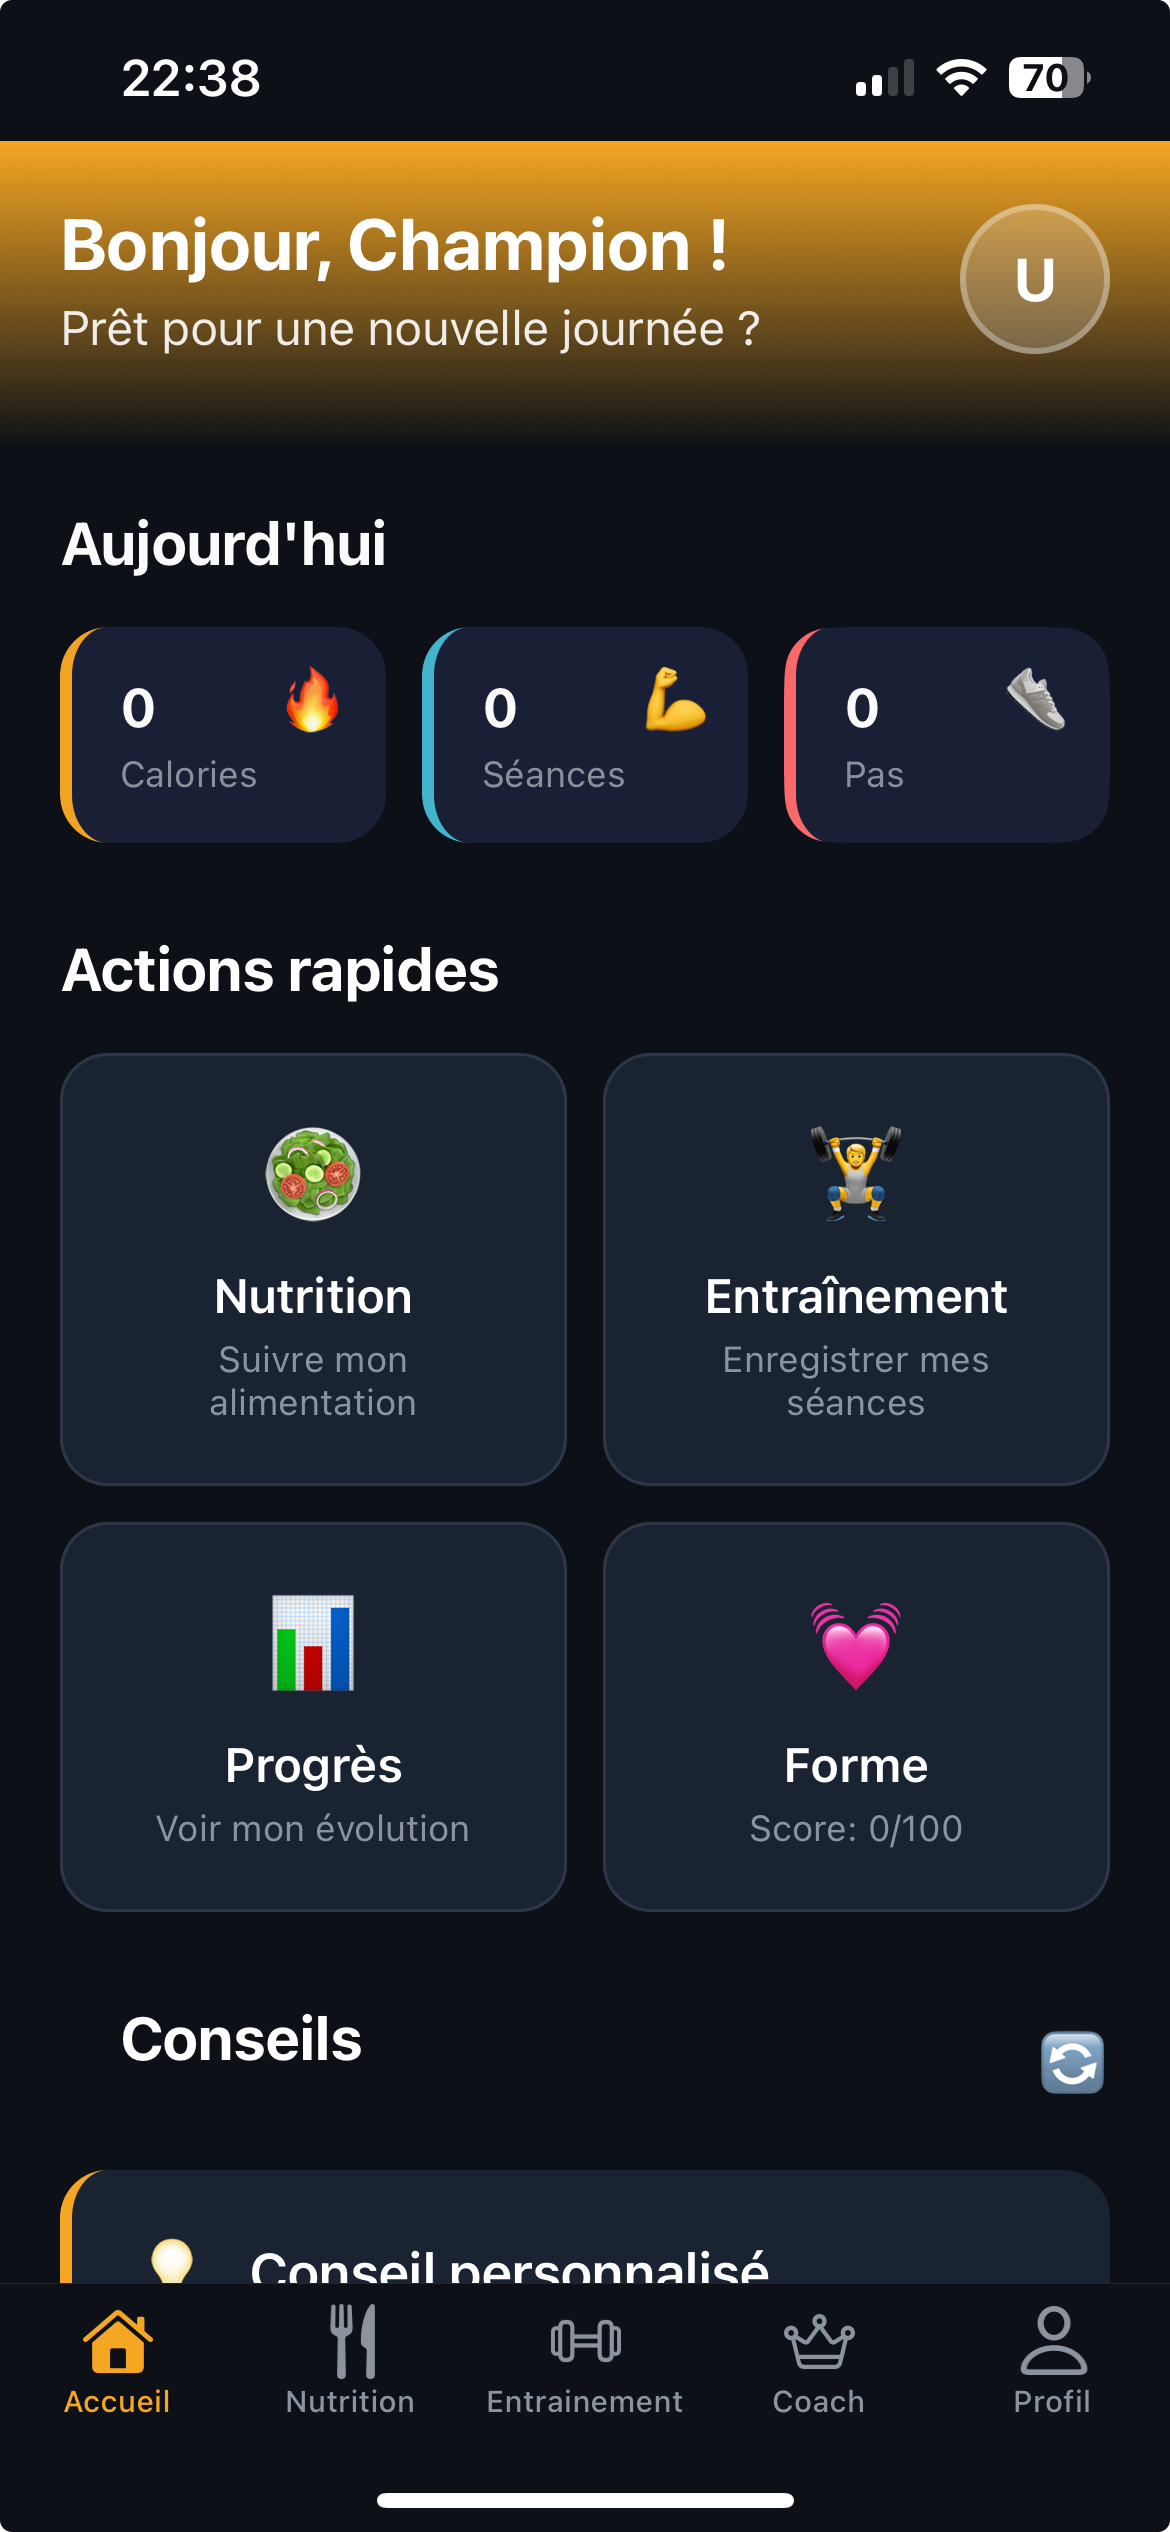 22:38
70
Bonjour, Champion !
Prêt pour une nouvelle journée ?
U
Aujourd'hui
0
Calories
0
Séances
0
Pas
Actions rapides
Nutrition
Suivre mon
alimentation
Entraînement
Enregistrer mes
séances
Progrès
Voir mon évolution
Forme
Score: 0/100
Conseils
Conseil personnalisé
Accueil
Nutrition
Entrainement
Coach
Profil